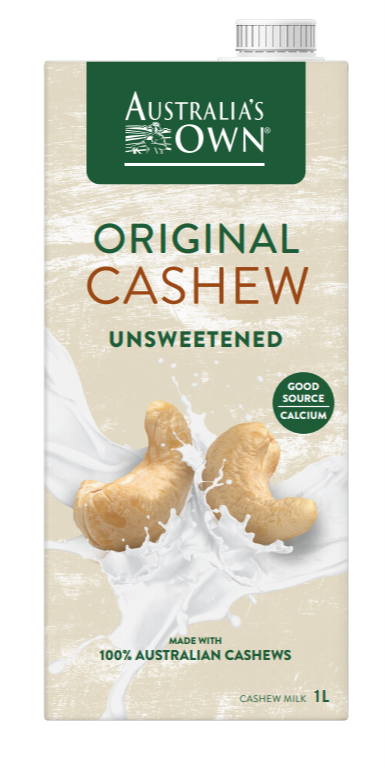 AUSTRALIA'S
OWN®
ORIGINAL
CASHEW
UNSWEETENED
GOOD
SOURCE
CALCIUM
MADE WITH
100% AUSTRALIAN CASHEWS
CASHEW MILK 1L